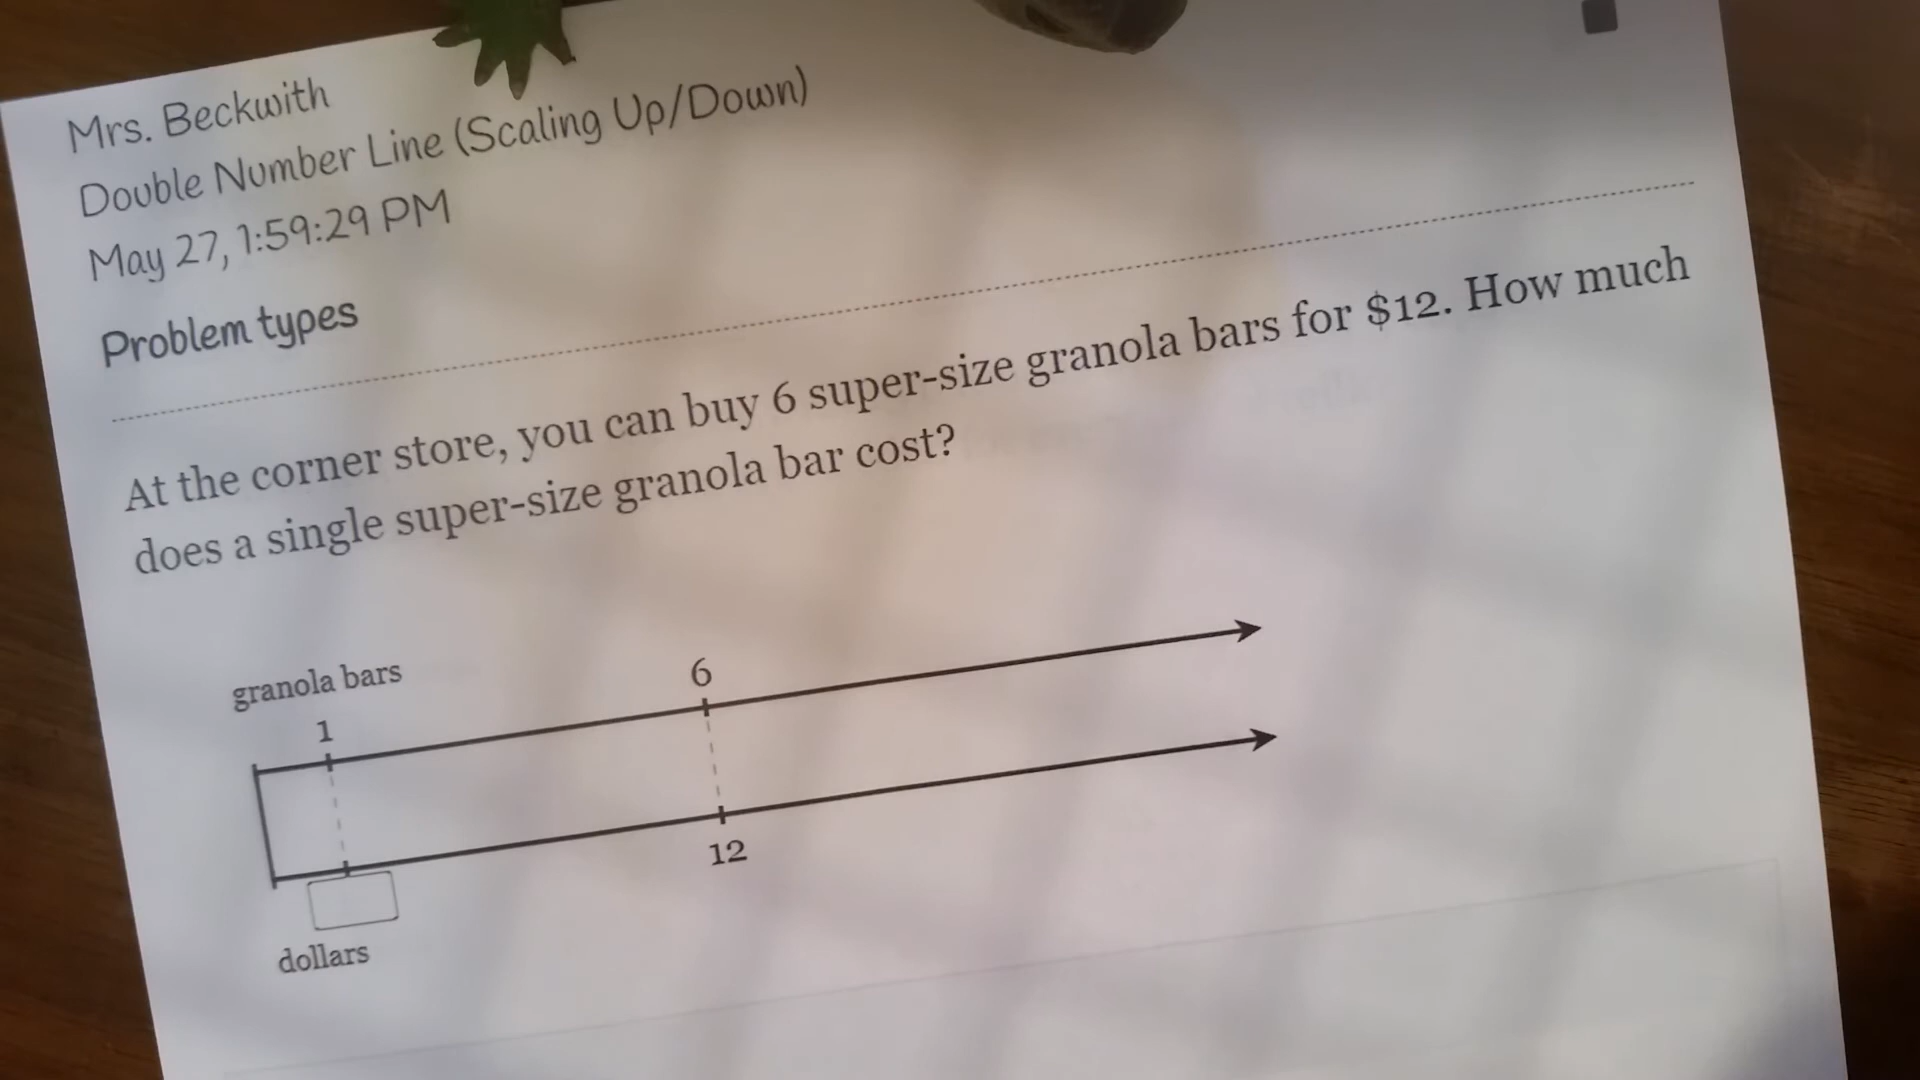 Mrs. Beckwith
Double Number Line (Scaling Up/Down)
May 27, 1:59:29 PM
Problem types
At the corner store, you can buy 6 super-size granola bars for $12. How much
does a single super-size granola bar cost?
granola bars
1
6
12
dollars